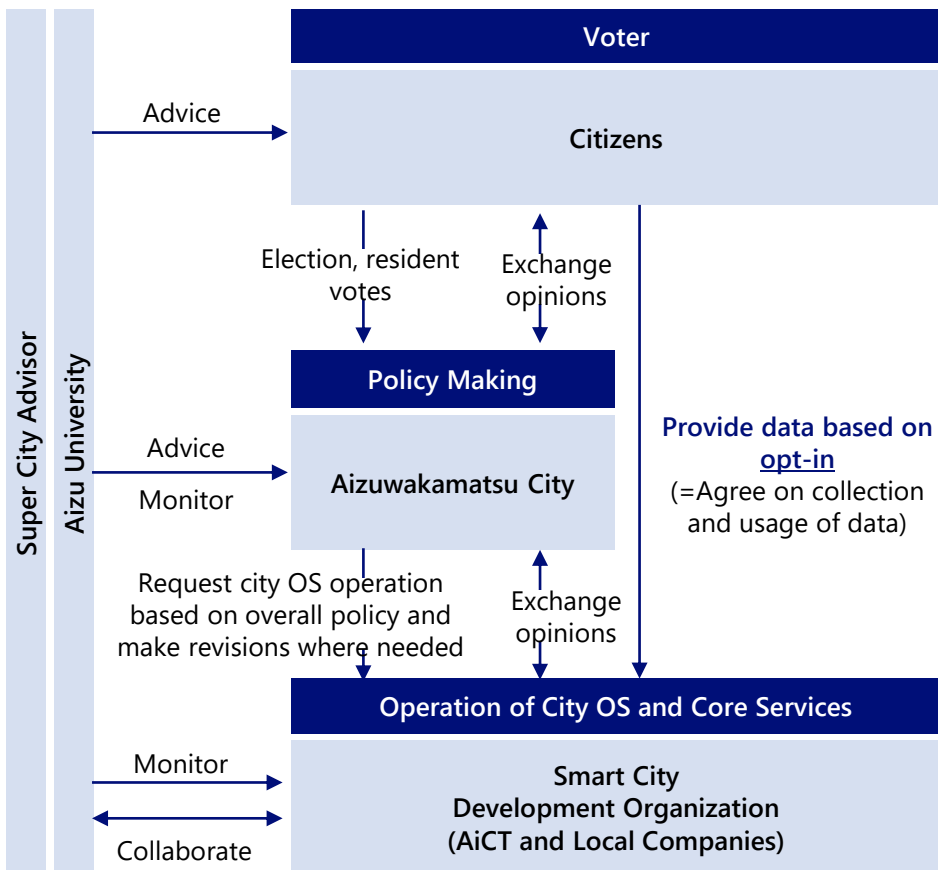 Voter
Advice
Citizens
Election, resident
votes
Exchange
opinions
Policy Making
Super City Advisor
Aizu University
Advice
Monitor
Aizuwakamatsu City
Provide data based on
opt-in
(=Agree on collection
and usage of data)
Request city OS operation
based on overall policy and
make revisions where needed
Exchange
opinions
Operation of City OS and Core Services
Monitor
Collaborate
Smart City
Development Organization
(AiCT and Local Companies)